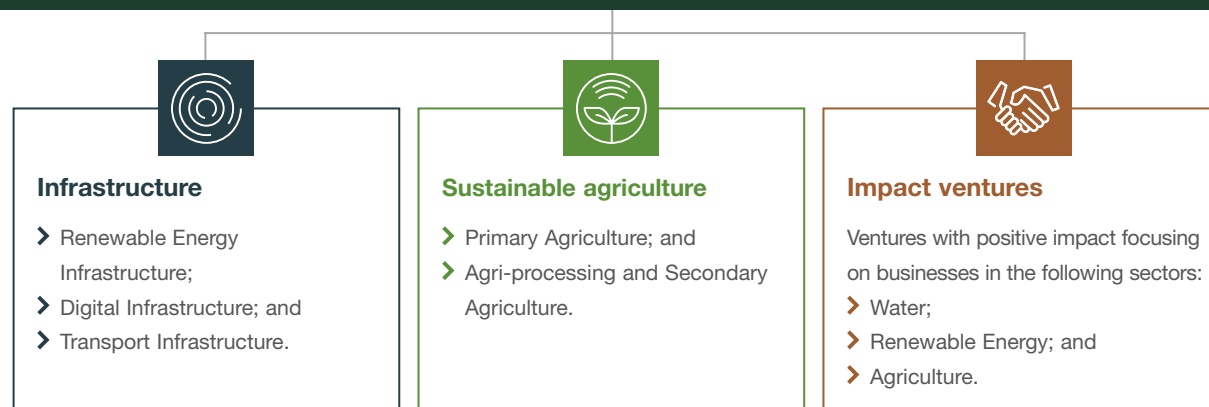 Infrastructure
Renewable Energy
Infrastructure;
Digital Infrastructure; and
Transport Infrastructure.
Sustainable agriculture
Primary Agriculture; and
Agri-processing and Secondary
Agriculture.
Impact ventures
Ventures with positive impact focusing
on businesses in the following sectors:
Water;
Renewable Energy; and
Agriculture.